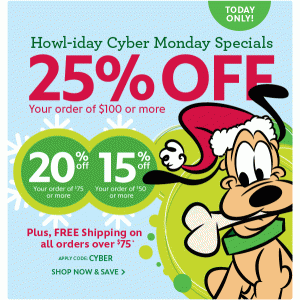 TODAY
ONLY!
Howl-iday Cyber Monday Specials
25% OFF
Your order of $100 or more
20% off
Your order of $75
or more
15% off
Your order of $50
or more
Plus, FREE Shipping on
all orders over $75*
APPLY CODE: CYBER
SHOP NOW & SAVE >